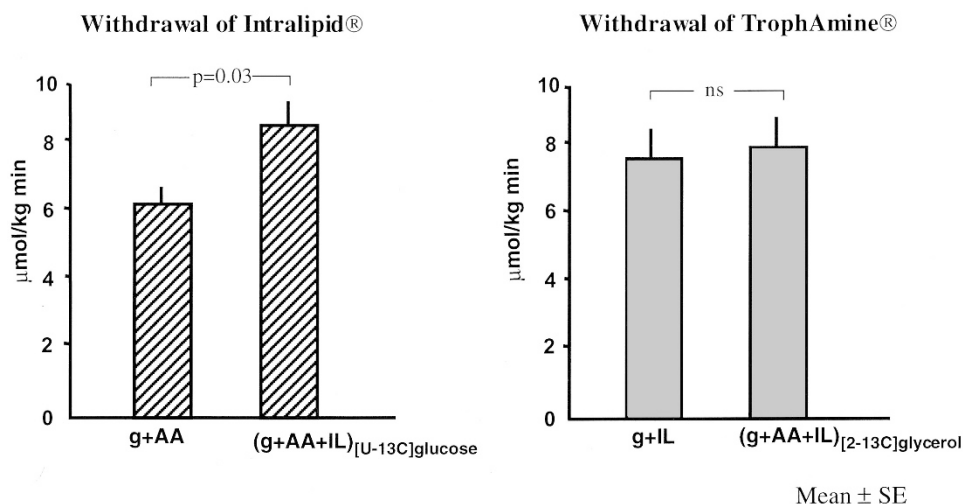 Withdrawal of Intralipid®
p=0.03
10
8
6
4
2
0
µmol/kg min
g+AA
(g+AA+IL)[U-13C]glucose
Withdrawal of TrophAmine®
ns
10
8
6
4
2
0
µmol/kg min
g+IL
(g+AA+IL)[2-13C]glycerol
Mean ± SE